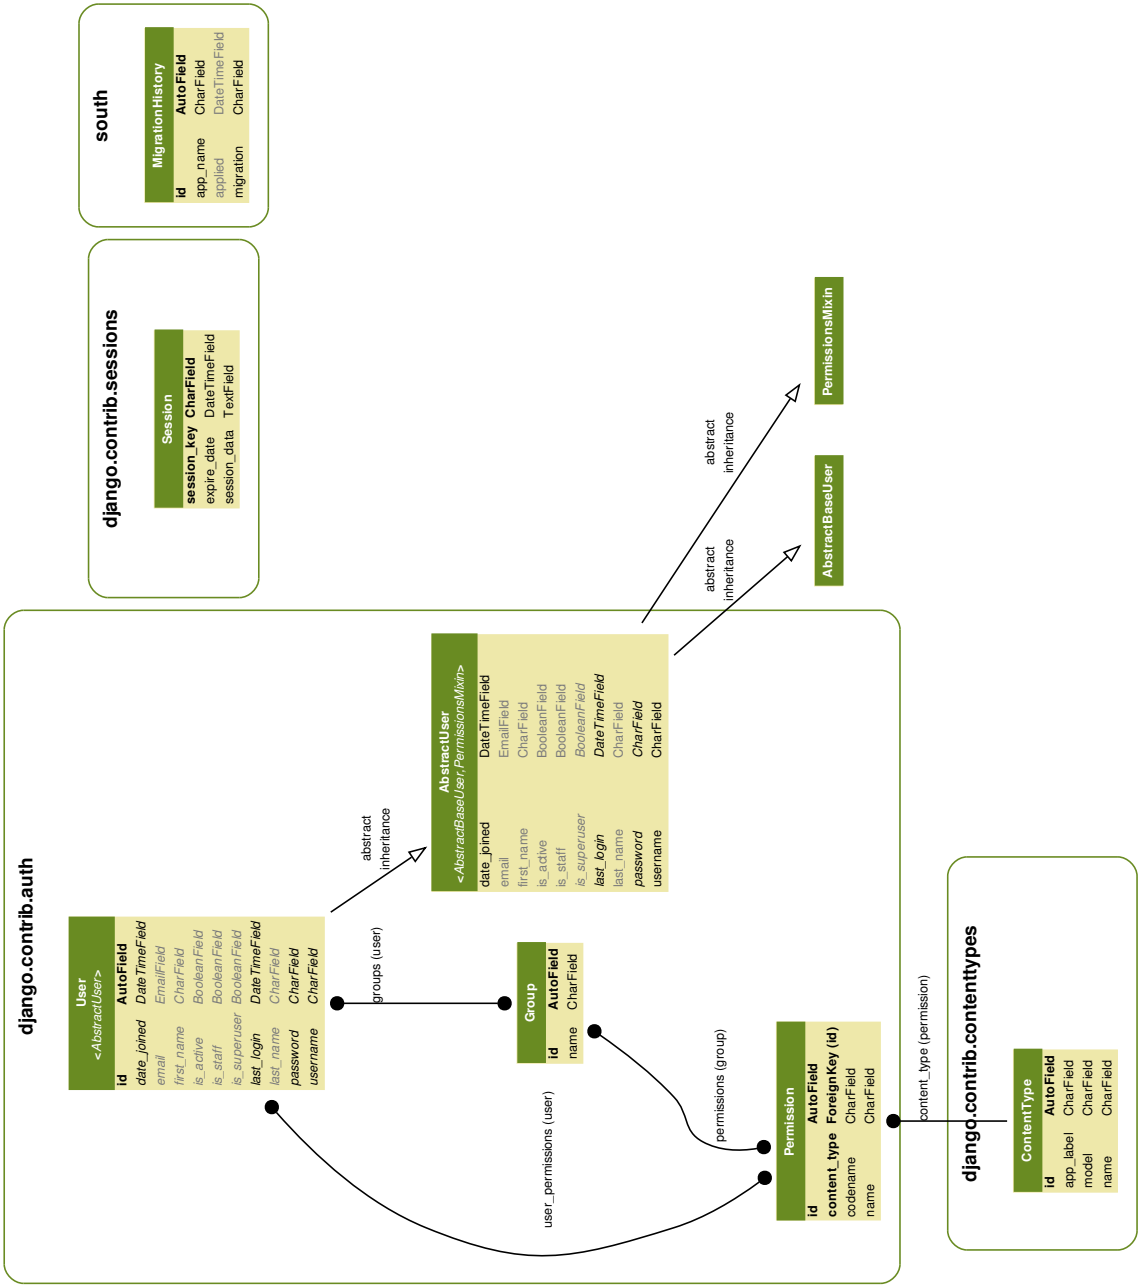 django.contrib.auth
User
<AbstractUser>
id AutoField
date_joined DateTimeField
email EmailField
first_name CharField
is_active BooleanField
is_staff BooleanField
is_superuser BooleanField
last_login DateTimeField
last_name CharField
password CharField
username CharField
abstract
inheritance
groups (user)
user_permissions (user)
AbstractUser
<AbstractBaseUser,PermissionsMixin>
date_joined DateTimeField
email EmailField
first_name CharField
is_active BooleanField
is_staff BooleanField
is_superuser BooleanField
last_login DateTimeField
last_name CharField
password CharField
username CharField
Group
id AutoField
name CharField
permissions (group)
Permission
id AutoField
content_type ForeignKey (id)
codename CharField
name CharField
content_type (permission)
django.contrib.contenttypes
ContentType
id AutoField
app_label CharField
model CharField
name CharField
abstract
inheritance
AbstractBaseUser
abstract
inheritance
PermissionsMixin
django.contrib.sessions
Session
session_key CharField
expire_date DateTimeField
session_data TextField
south
MigrationHistory
id AutoField
app_name CharField
applied DateTimeField
migration CharField